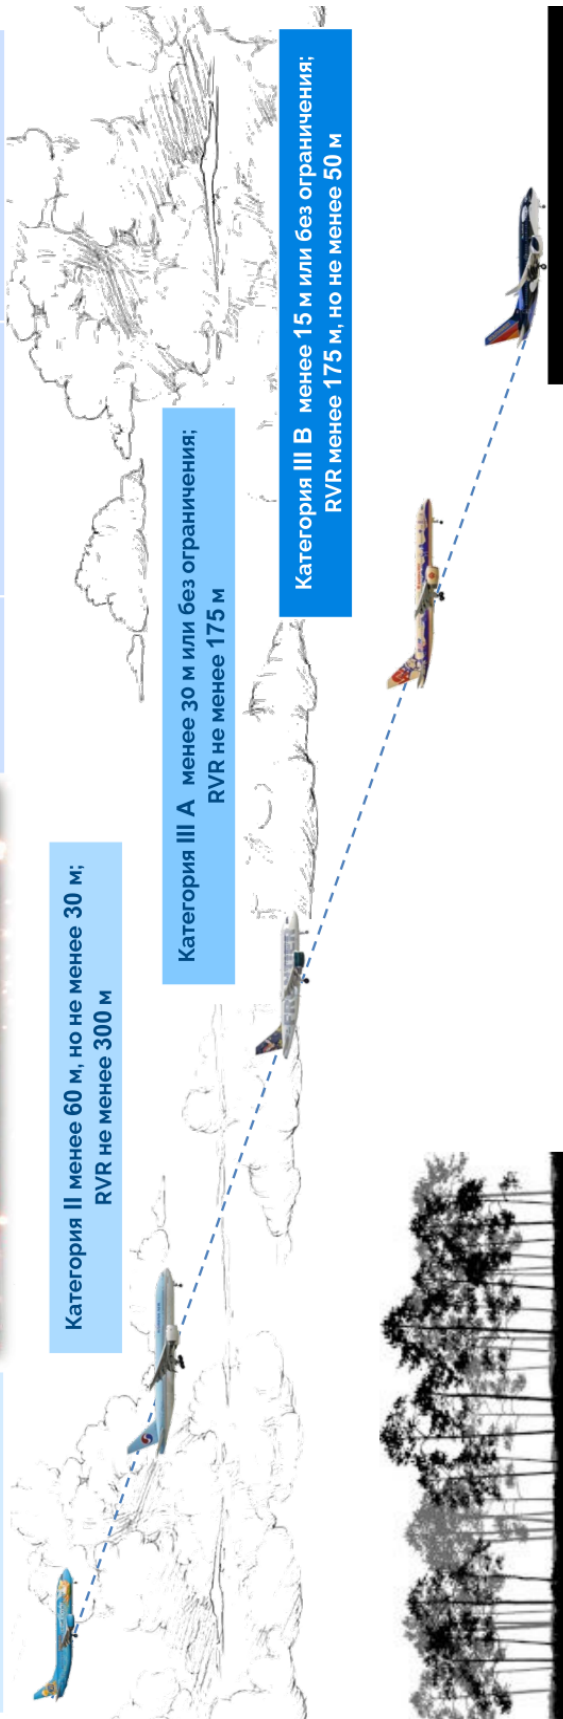 Категория II менее 60 м, но не менее 30 м;
RVR не менее 300 м
Категория III A менее 30 м или без ограничения;
RVR не менее 175 м
Категория III B менее 15 м или без ограничения;
RVR менее 175 м, но не менее 50 м